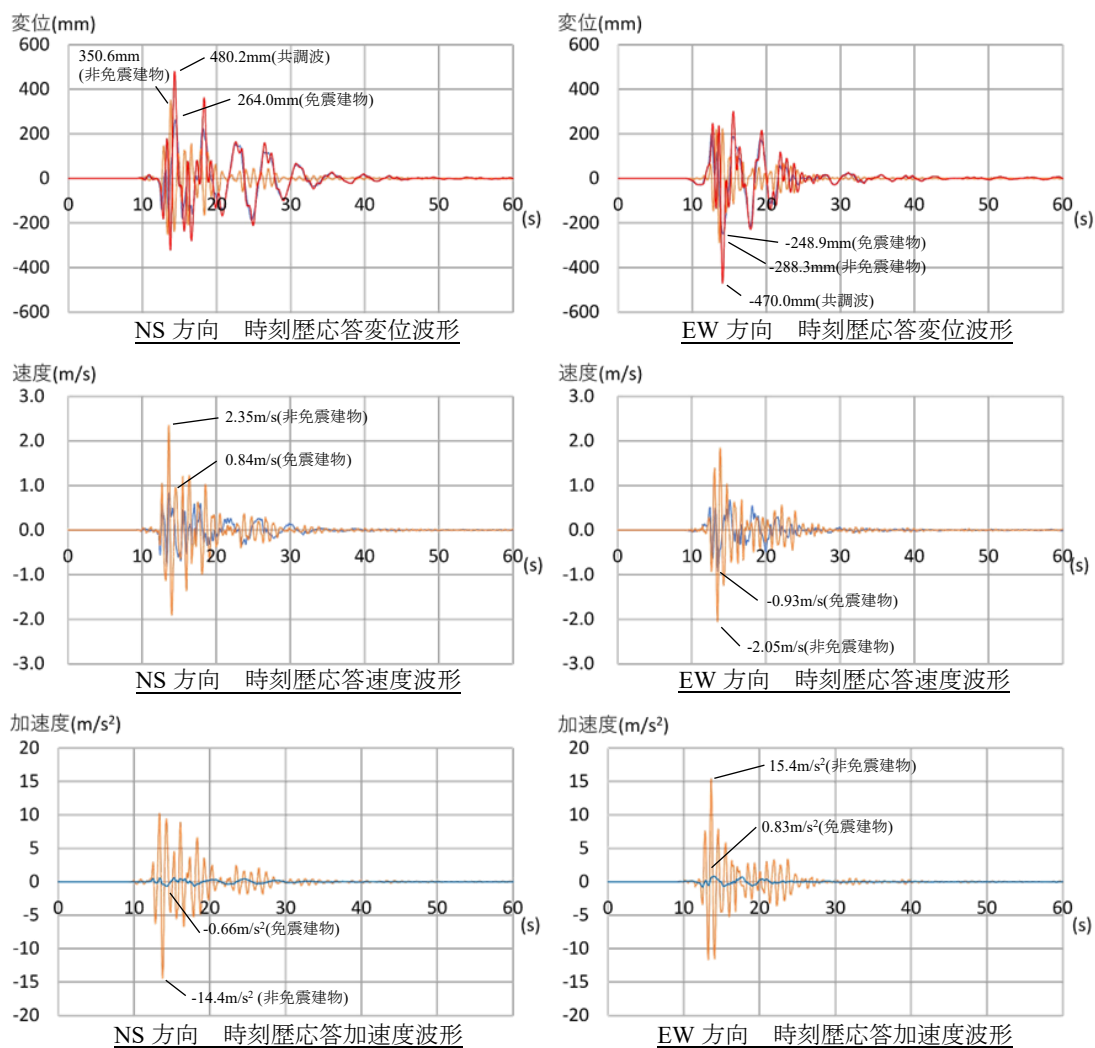 変位(mm)
600
400
200
0
-200
-400
-600
0 10 20 30 40 50 60
(s)
350.6mm
(非免震建物)
480.2mm(共調波)
264.0mm(免震建物)
NS 方向 時刻歴応答変位波形
変位(mm)
600
400
200
0
-200
-400
-600
0 10 20 30 40 50 60
(s)
-248.9mm(免震建物)
-288.3mm(非免震建物)
-470.0mm(共調波)
EW 方向 時刻歴応答変位波形
速度(m/s)
3.0
2.0
1.0
0.0
-1.0
-2.0
-3.0
0 10 20 30 40 50 60
(s)
2.35m/s(非免震建物)
0.84m/s(免震建物)
NS 方向 時刻歴応答速度波形
速度(m/s)
3.0
2.0
1.0
0.0
-1.0
-2.0
-3.0
0 10 20 30 40 50 60
(s)
-0.93m/s(免震建物)
-2.05m/s(非免震建物)
EW 方向 時刻歴応答速度波形
加速度(m/s²)
20
15
10
5
0
-5
-10
-15
-20
0 10 20 30 40 50 60
(s)
-0.66m/s²(免震建物)
-14.4m/s² (非免震建物)
NS 方向 時刻歴応答加速度波形
加速度(m/s²)
20
15
10
5
0
-5
-10
-15
-20
0 10 20 30 40 50 60
(s)
15.4m/s²(非免震建物)
0.83m/s²(免震建物)
EW 方向 時刻歴応答加速度波形